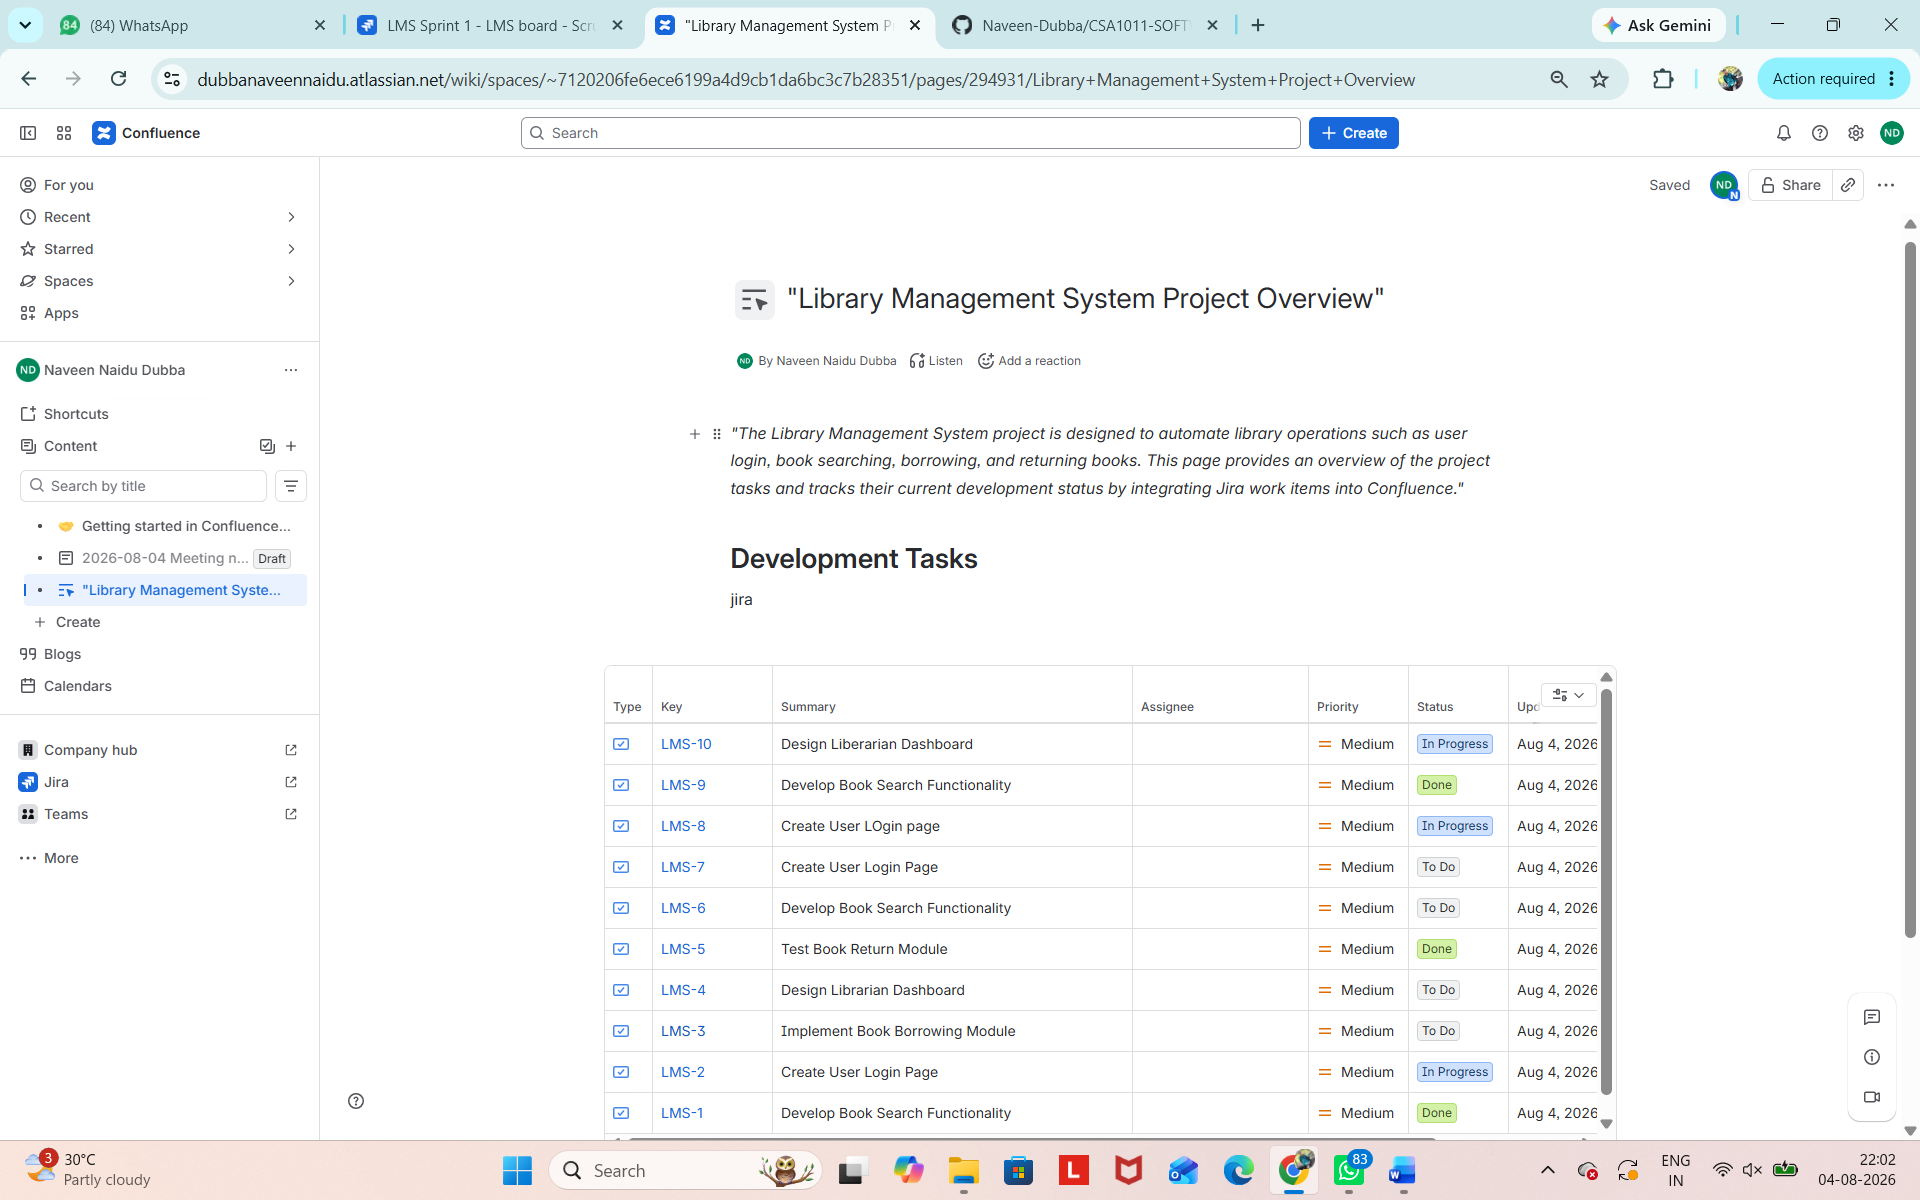 84
(84) WhatsApp
LMS Sprint 1 - LMS board - Scru
"Library Management System P
Naveen-Dubba/CSA1011-SOFT
Ask Gemini
dubbanaveennaidu.atlassian.net/wiki/spaces/~7120206fe6ece6199a4d9cb1da6bc3c7b28351/pages/294931/Library+Management+System+Project+Overview
Action required
Confluence
Search
Create
ND
For you
Recent
Starred
Spaces
Apps
ND Naveen Naidu Dubba
Shortcuts
Content
Search by title
Getting started in Confluence...
2026-08-04 Meeting n... Draft
"Library Management Syste...
Create
Blogs
Calendars
Company hub
Jira
Teams
More
Saved
ND
N
Share
"Library Management System Project Overview"
ND By Naveen Naidu Dubba Listen Add a reaction
"The Library Management System project is designed to automate library operations such as user
login, book searching, borrowing, and returning books. This page provides an overview of the project
tasks and tracks their current development status by integrating Jira work items into Confluence."
Development Tasks
jira
Type Key Summary Assignee Priority Status Upd
LMS-10 Design Liberarian Dashboard Medium In Progress Aug 4, 2026
LMS-9 Develop Book Search Functionality Medium Done Aug 4, 2026
LMS-8 Create User LOgin page Medium In Progress Aug 4, 2026
LMS-7 Create User Login Page Medium To Do Aug 4, 2026
LMS-6 Develop Book Search Functionality Medium To Do Aug 4, 2026
LMS-5 Test Book Return Module Medium Done Aug 4, 2026
LMS-4 Design Librarian Dashboard Medium To Do Aug 4, 2026
LMS-3 Implement Book Borrowing Module Medium To Do Aug 4, 2026
LMS-2 Create User Login Page Medium In Progress Aug 4, 2026
LMS-1 Develop Book Search Functionality Medium Done Aug 4, 2026
3
30°C
Partly cloudy
Search
L
83
W
ENG
IN
22:02
04-08-2026